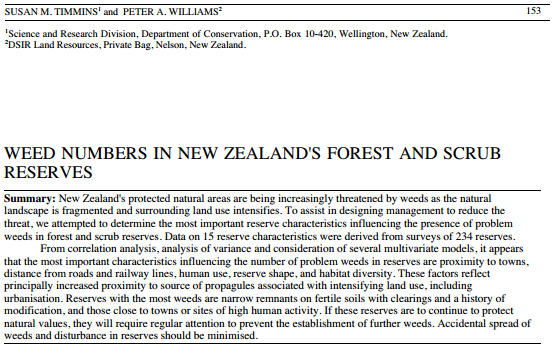 SUSAN M. TIMMINS¹ and PETER A. WILLIAMS² 153
¹Science and Research Division, Department of Conservation, P.O. Box 10-420, Wellington, New Zealand.
²DSIR Land Resources, Private Bag, Nelson, New Zealand.
WEED NUMBERS IN NEW ZEALAND'S FOREST AND SCRUB
RESERVES
Summary: New Zealand's protected natural areas are being increasingly threatened by weeds as the natural
landscape is fragmented and surrounding land use intensifies. To assist in designing management to reduce the
threat, we attempted to determine the most important reserve characteristics influencing the presence of problem
weeds in forest and scrub reserves. Data on 15 reserve characteristics were derived from surveys of 234 reserves.
From correlation analysis, analysis of variance and consideration of several multivariate models, it appears
that the most important characteristics influencing the number of problem weeds in reserves are proximity to towns,
distance from roads and railway lines, human use, reserve shape, and habitat diversity. These factors reflect
principally increased proximity to source of propagules associated with intensifying land use, including
urbanisation. Reserves with the most weeds are narrow remnants on fertile soils with clearings and a history of
modification, and those close to towns or sites of high human activity. If these reserves are to continue to protect
natural values, they will require regular attention to prevent the establishment of further weeds. Accidental spread of
weeds and disturbance in reserves should be minimised.